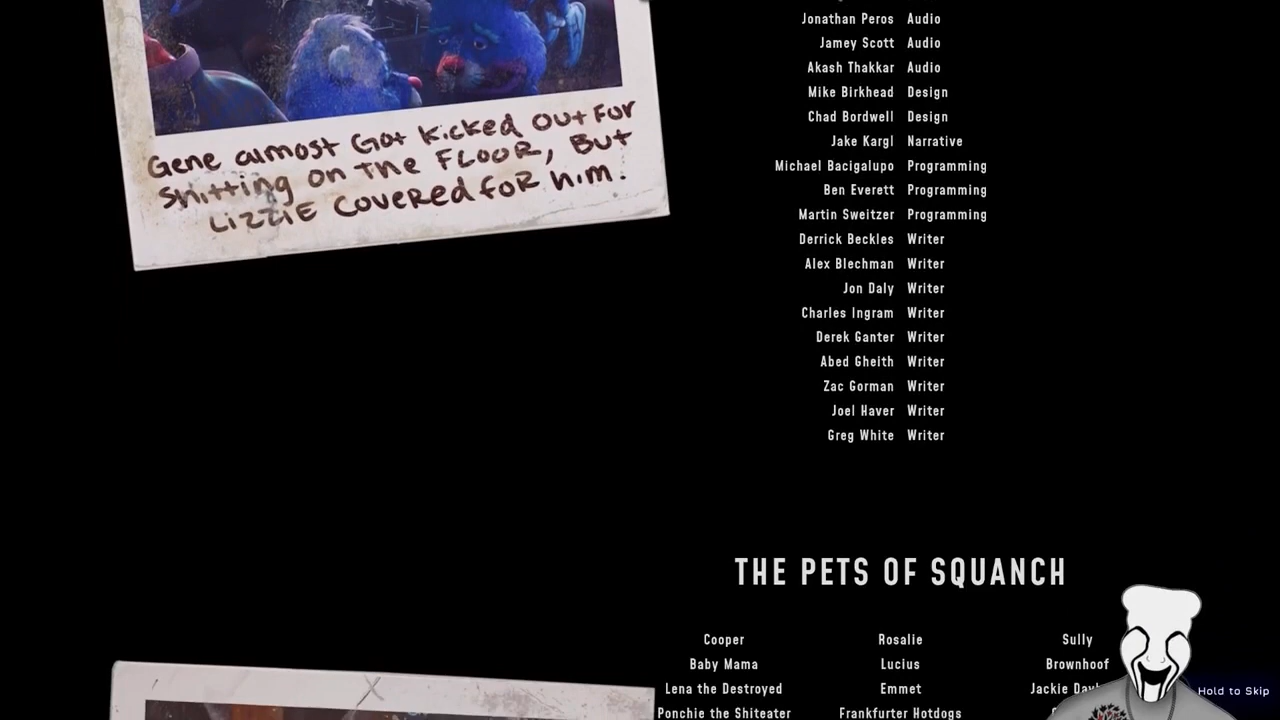 Gene almost Got kicked out For
Shitting on The FLOOR, But
LiZZiE Covered foR him.
Jonathan Peros Audio
Jamey Scott Audio
Akash Thakkar Audio
Mike Birkhead Design
Chad Bordwell Design
Jake Kargl Narrative
Michael Bacigalupo Programming
Ben Everett Programming
Martin Sweitzer Programming
Derrick Beckles Writer
Alex Blechman Writer
Jon Daly Writer
Charles Ingram Writer
Derek Ganter Writer
Abed Gheith Writer
Zac Gorman Writer
Joel Haver Writer
Greg White Writer
THE PETS OF SQUANCH
Cooper Rosalie Sully
Baby Mama Lucius Brownhoof
Lena the Destroyed Emmet Jackie
Ponchie the Shiteater Frankfurter Hotdogs
Hold to Skip